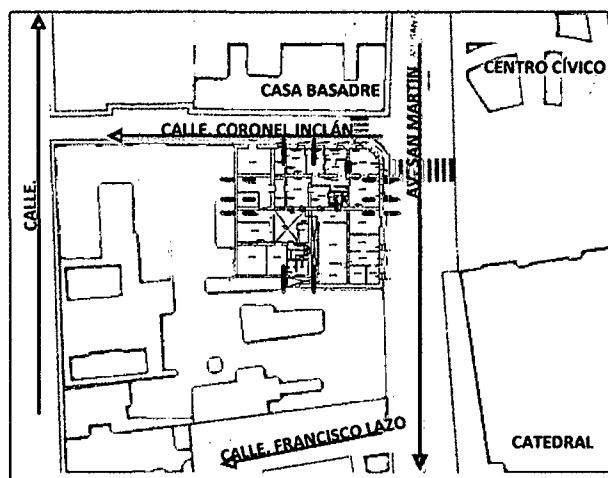 CENTRO CÍVICO
CASA BASADRE
AV. SAN MARTIN
CALLE. CORONEL INCLÁN
CALLE.
CALLE. FRANCISCO LAZO
CATEDRAL